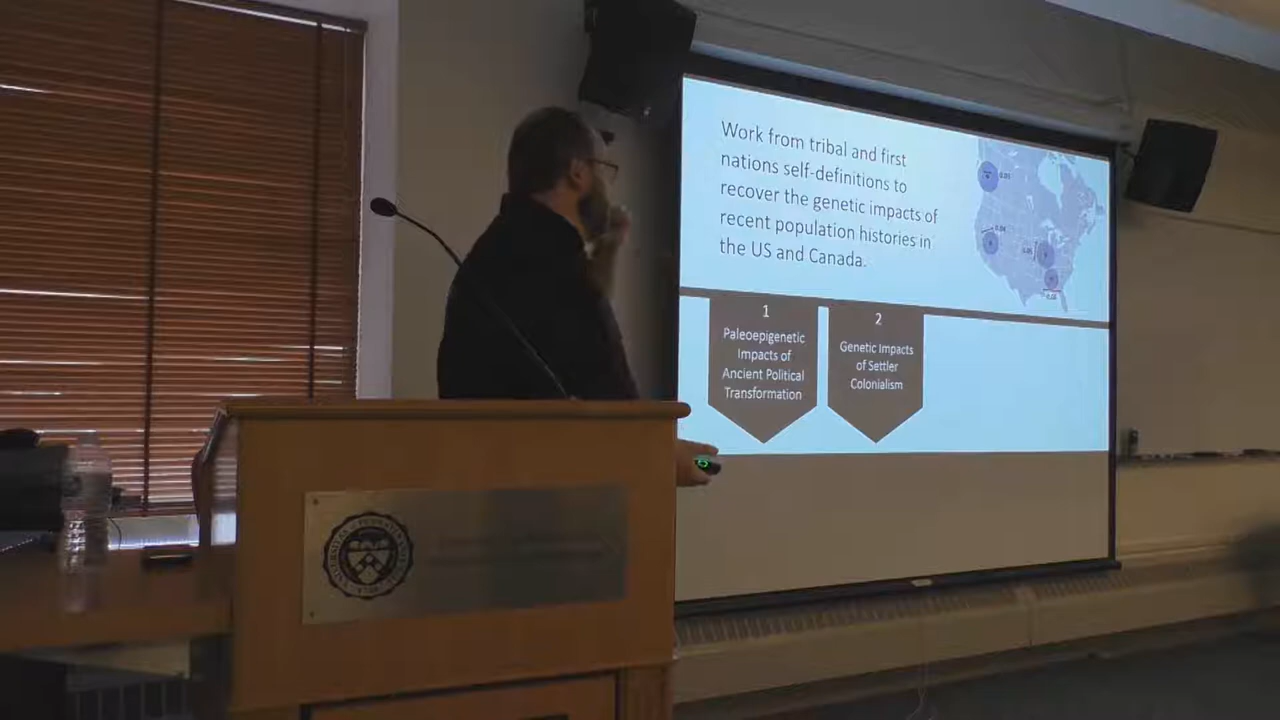 Work from tribal and first
nations self-definitions to
recover the genetic impacts of
recent population histories in
the US and Canada.
1
Paleoepigenetic
Impacts of
Ancient Political
Transformation
2
Genetic Impacts
of Settler
Colonialism